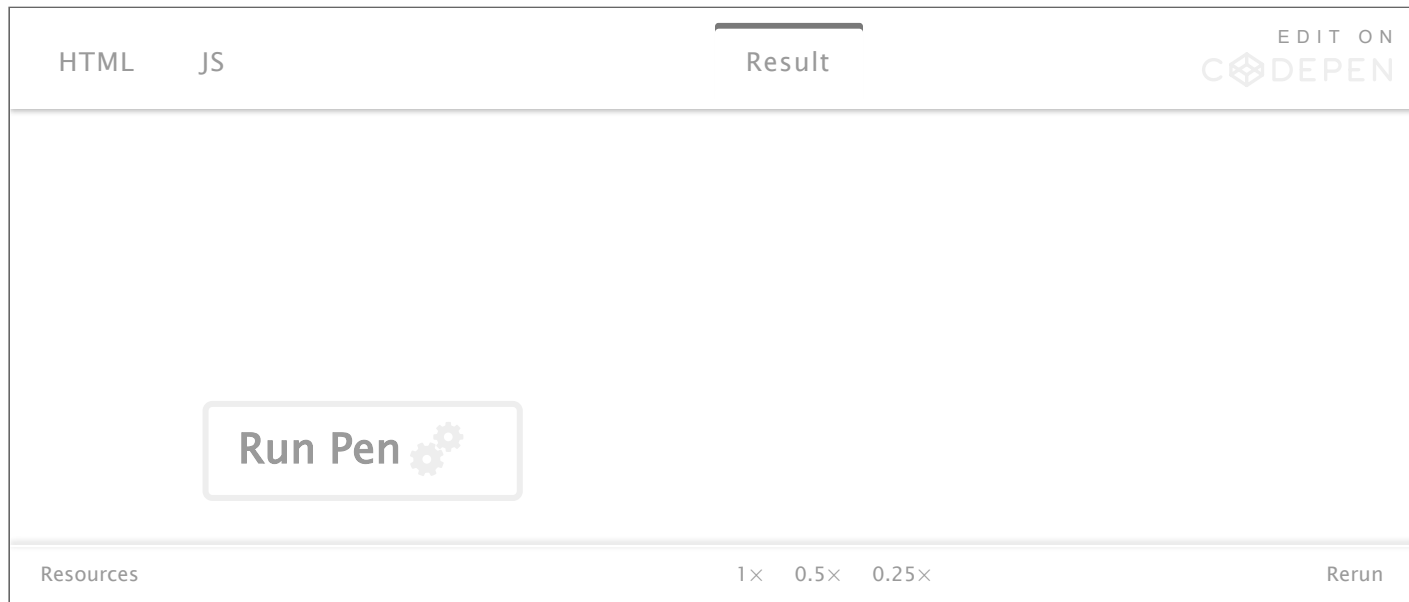 HTML JS Result EDIT ON
CODEPEN
Run Pen
Resources 1× 0.5× 0.25× Rerun